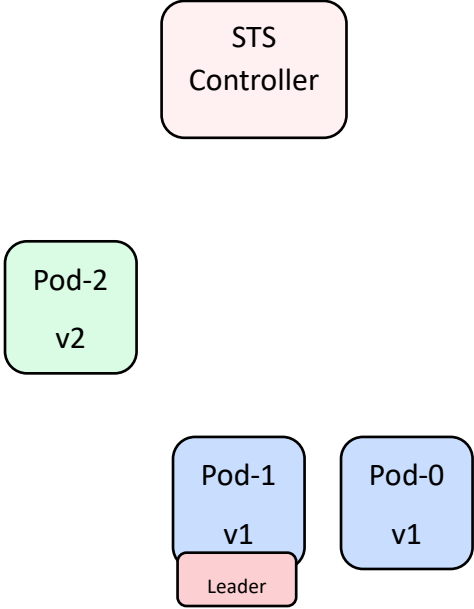 STS
Controller
Pod-2
v2
Pod-1
v1
Leader
Pod-0
v1